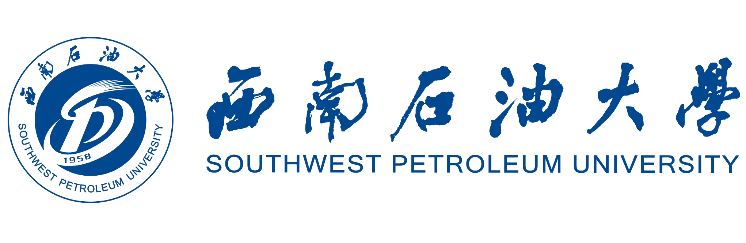 西南石油大學
1958
SOUTHWEST PETROLEUM UNIVERSITY
西南石油大學
SOUTHWEST PETROLEUM UNIVERSITY